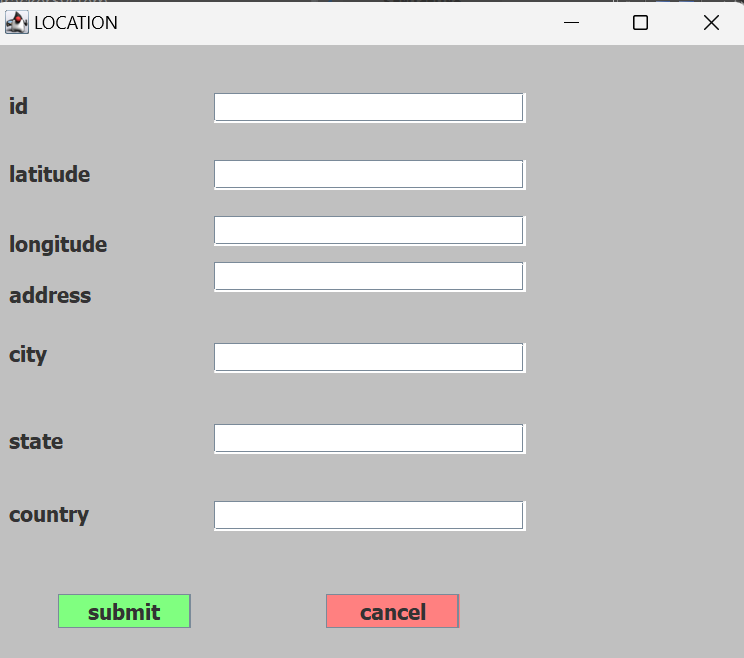 LOCATION
id
latitude
longitude
address
city
state
country
submit cancel